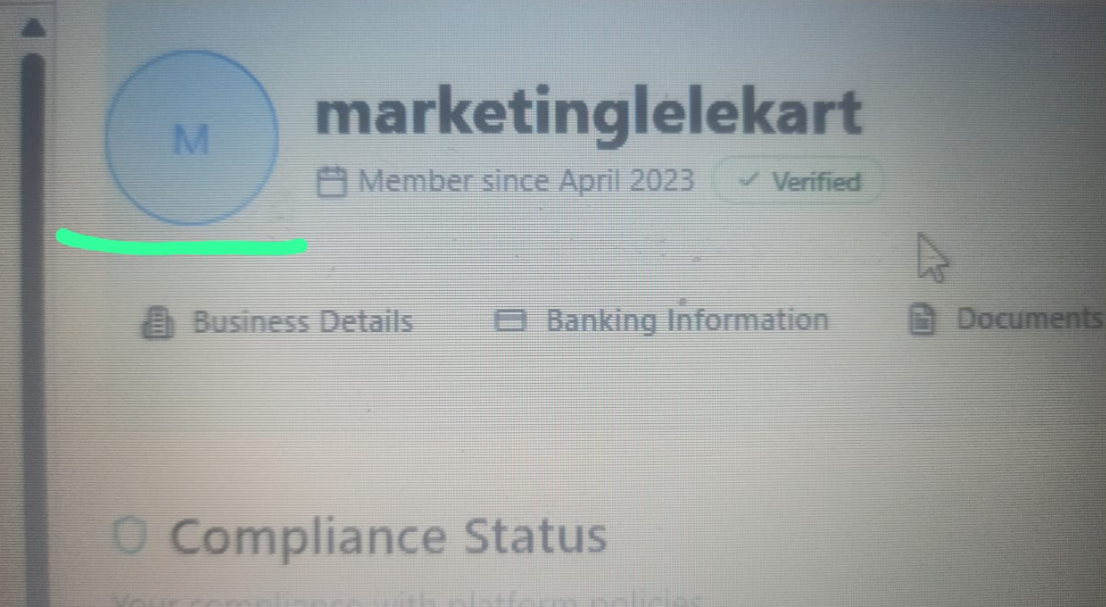 M
marketinglelekart
Member since April 2023 Verified
Business Details Banking Information Documents
Compliance Status
Your compliance with platform policies